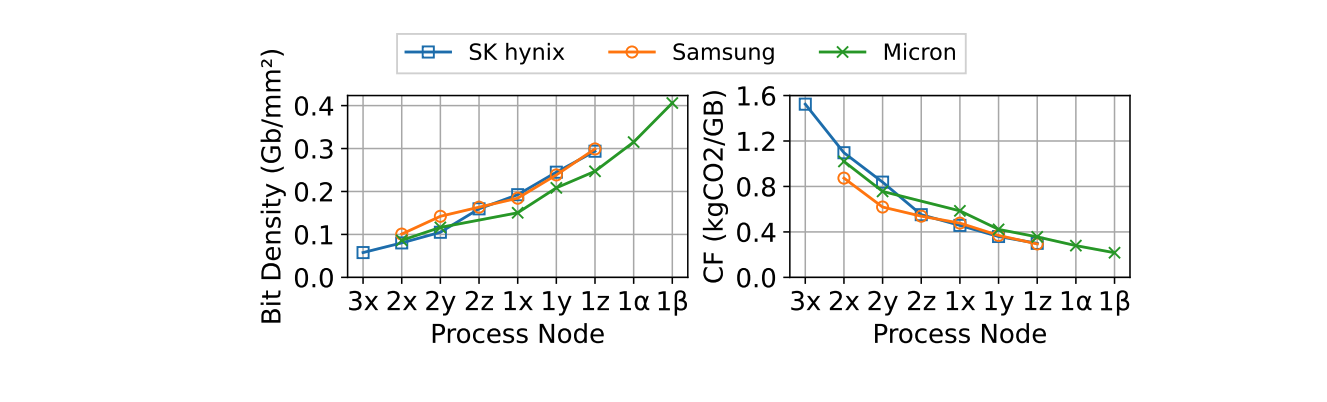 SK hynix Samsung Micron
Bit Density (Gb/mm²)
0.4
0.3
0.2
0.1
0.0
3x 2x 2y 2z 1x 1y 1z 1α 1β
Process Node
CF (kgCO2/GB)
1.6
1.2
0.8
0.4
0.0
3x 2x 2y 2z 1x 1y 1z 1α 1β
Process Node